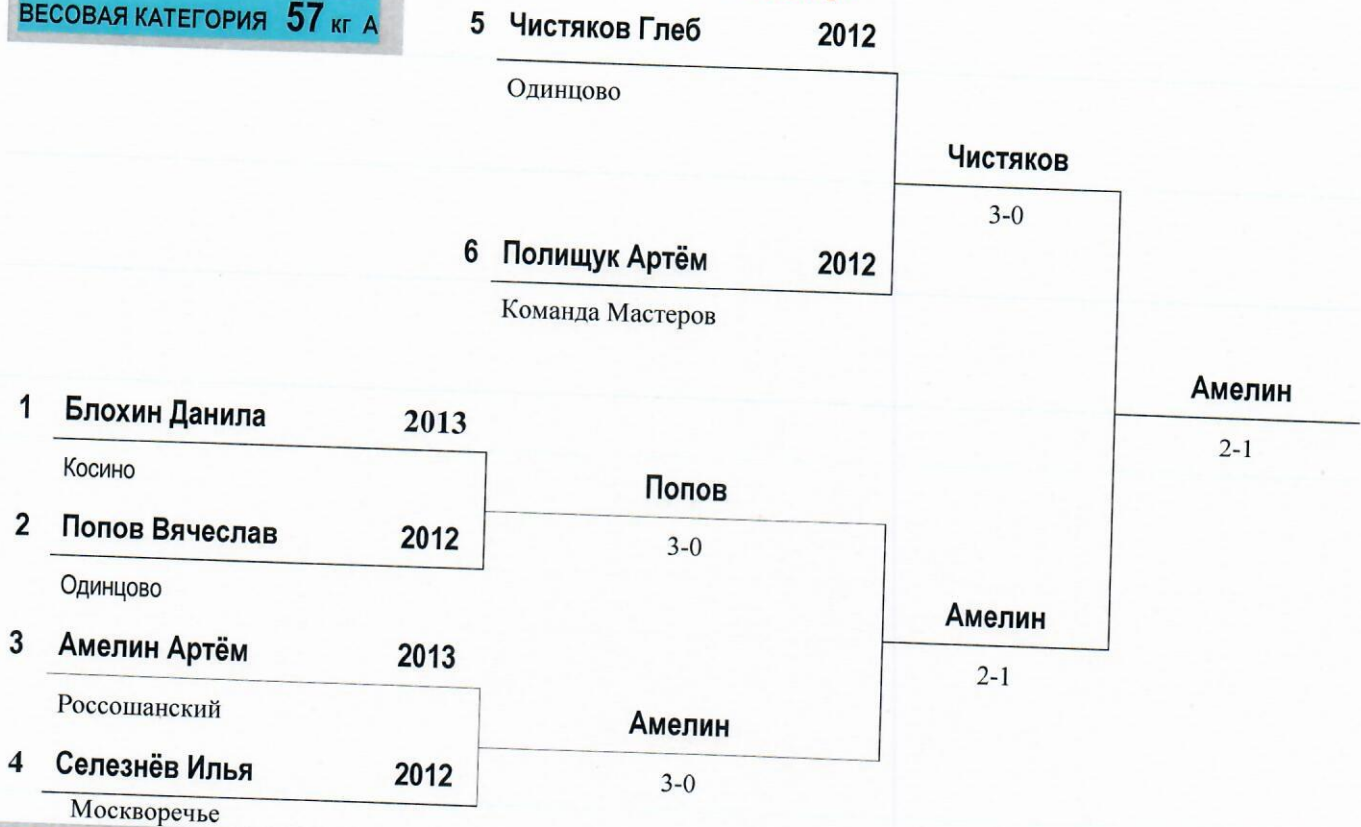 ВЕСОВАЯ КАТЕГОРИЯ 57 кг А
5 Чистяков Глеб 2012
Одинцово
Чистяков
3-0
6 Полищук Артём 2012
Команда Мастеров
Амелин
2-1
1 Блохин Данила 2013
Косино
Попов
3-0
2 Попов Вячеслав 2012
Одинцово
Амелин
2-1
3 Амелин Артём 2013
Россошанский
Амелин
3-0
4 Селезнёв Илья 2012
Москворечье